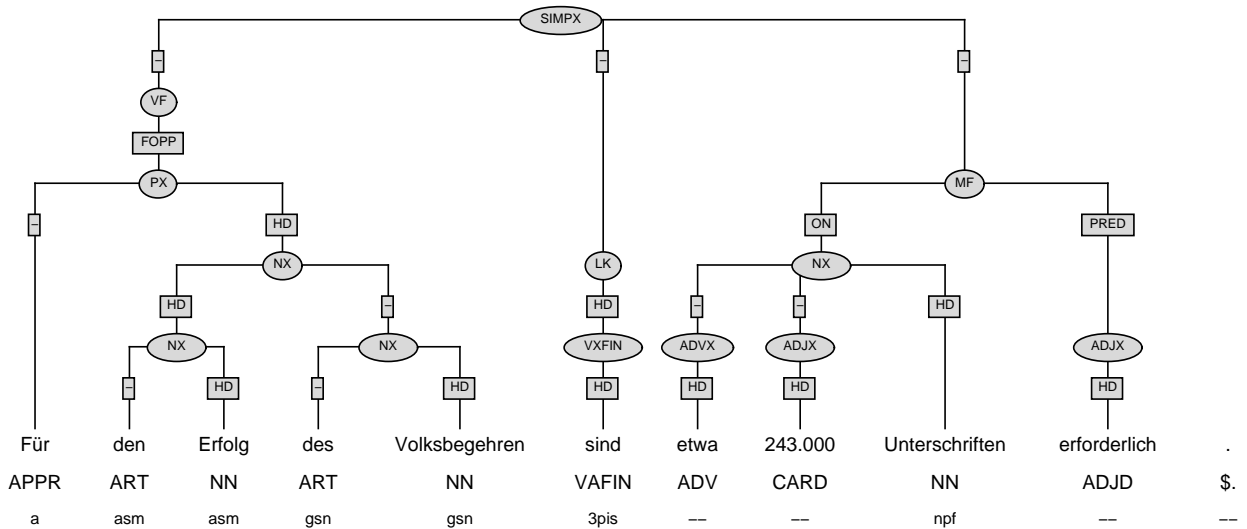 SIMPX
– – –
VF
FOPP
PX MF
– HD ON PRED
NX LK NX
HD – HD – – HD
NX NX VXFIN ADVX ADJX ADJX
– HD – HD HD HD HD HD
Für den Erfolg des Volksbegehren sind etwa 243.000 Unterschriften erforderlich .
APPR ART NN ART NN VAFIN ADV CARD NN ADJD $.
a asm asm gsn gsn 3pis –– –– npf –– ––